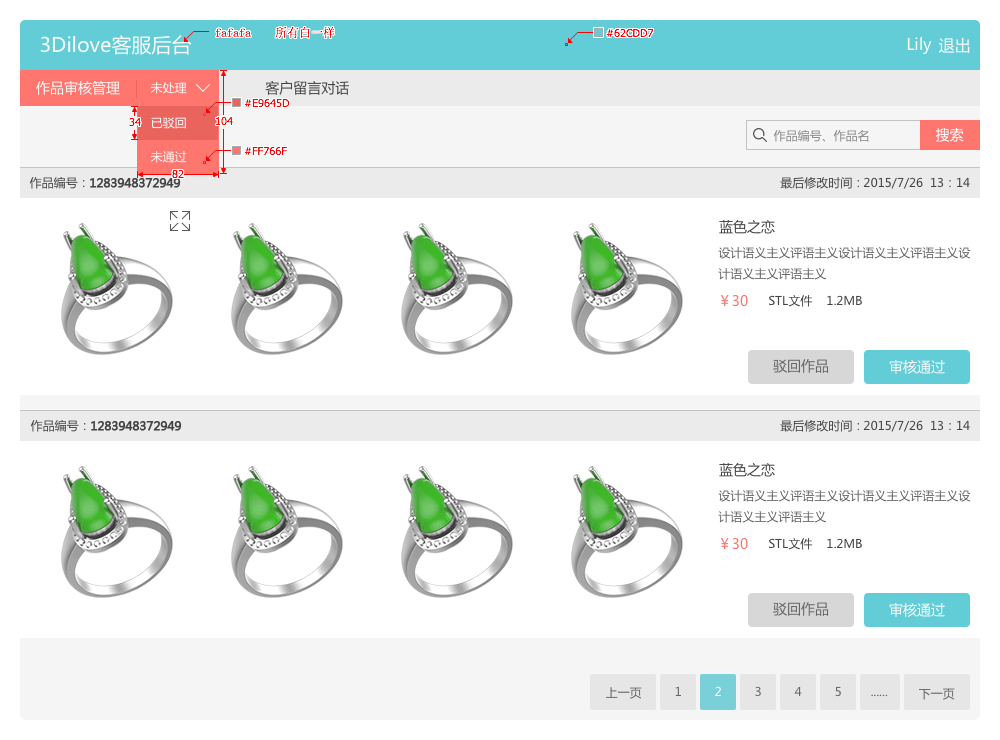 3Dilove客服后台 fafafa 所有白一样 #62CDD7 Lily 退出
作品审核管理 未处理 客户留言对话
#E9645D
34 已驳回 104
作品编号、作品名 搜索
未通过 #FF766F
82
作品编号：1283948372949 最后修改时间：2015/7/26 13：14
蓝色之恋
设计语义主义评语主义设计语义主义评语主义设
计语义主义评语主义
￥30 STL文件 1.2MB
驳回作品 审核通过
作品编号：1283948372949 最后修改时间：2015/7/26 13：14
蓝色之恋
设计语义主义评语主义设计语义主义评语主义设
计语义主义评语主义
￥30 STL文件 1.2MB
驳回作品 审核通过
上一页 1 2 3 4 5 ...... 下一页